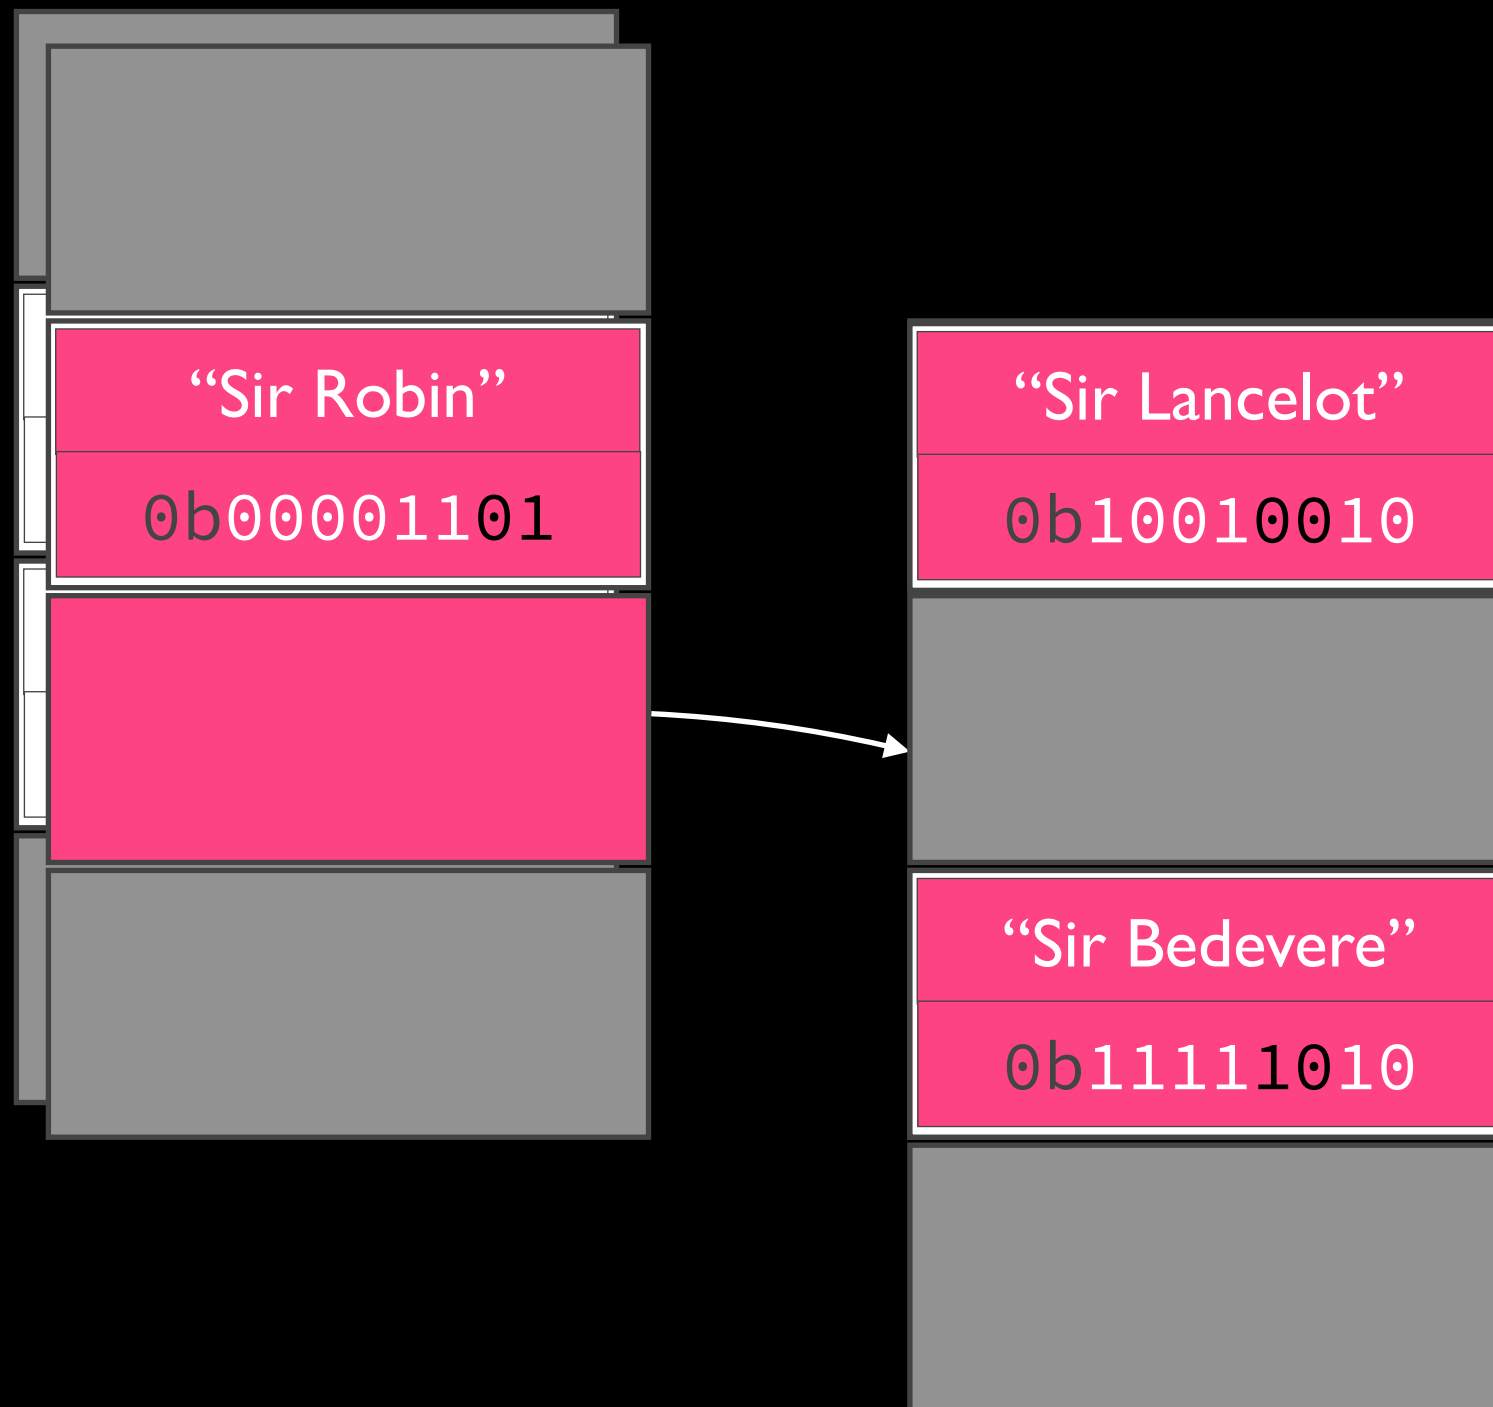 “Sir Robin”
0b00001101
“Sir Lancelot”
0b10010010
“Sir Bedevere”
0b11111010